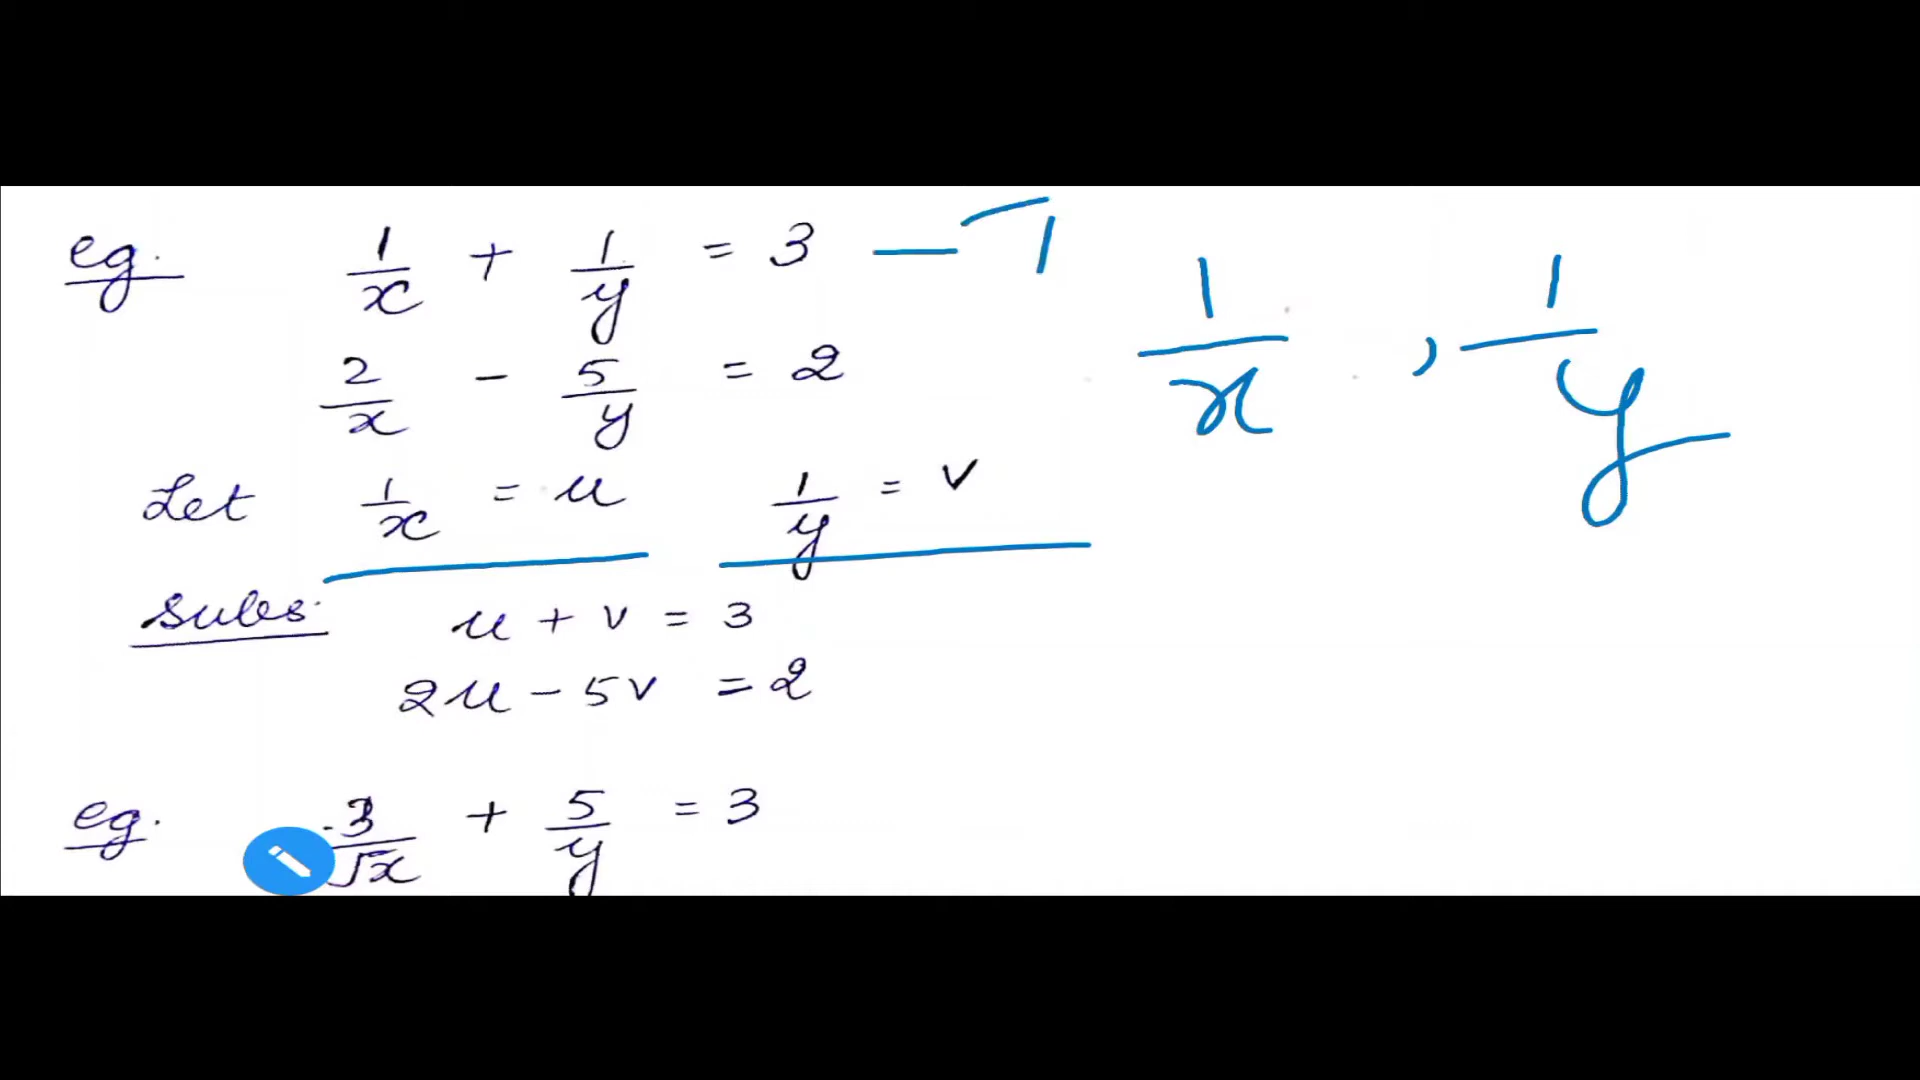 eg. 1/x + 1/y = 3 — 1
2/x - 5/y = 2
1/x , 1/y
Let 1/x = u 1/y = v
subs. u + v = 3
2u - 5v = 2
eg. 3/√x + 5/y = 3